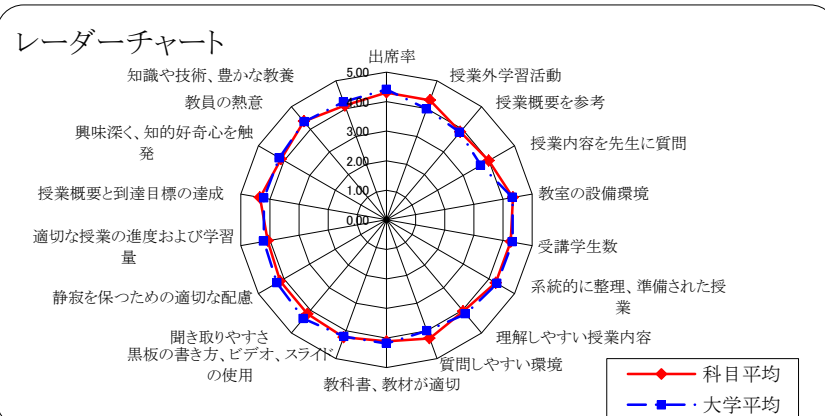 レーダーチャート
出席率
授業外学習活動
授業概要を参考
授業内容を先生に質問
教室の設備環境
受講学生数
系統的に整理、準備された授
業
理解しやすい授業内容
質問しやすい環境
教科書、教材が適切
黒板の書き方、ビデオ、スライド
の使用
聞き取りやすさ
静寂を保つための適切な配慮
適切な授業の進度および学習
量
授業概要と到達目標の達成
興味深く、知的好奇心を触
発
教員の熱意
知識や技術、豊かな教養
5.00
4.00
3.00
2.00
1.00
0.00
科目平均
大学平均